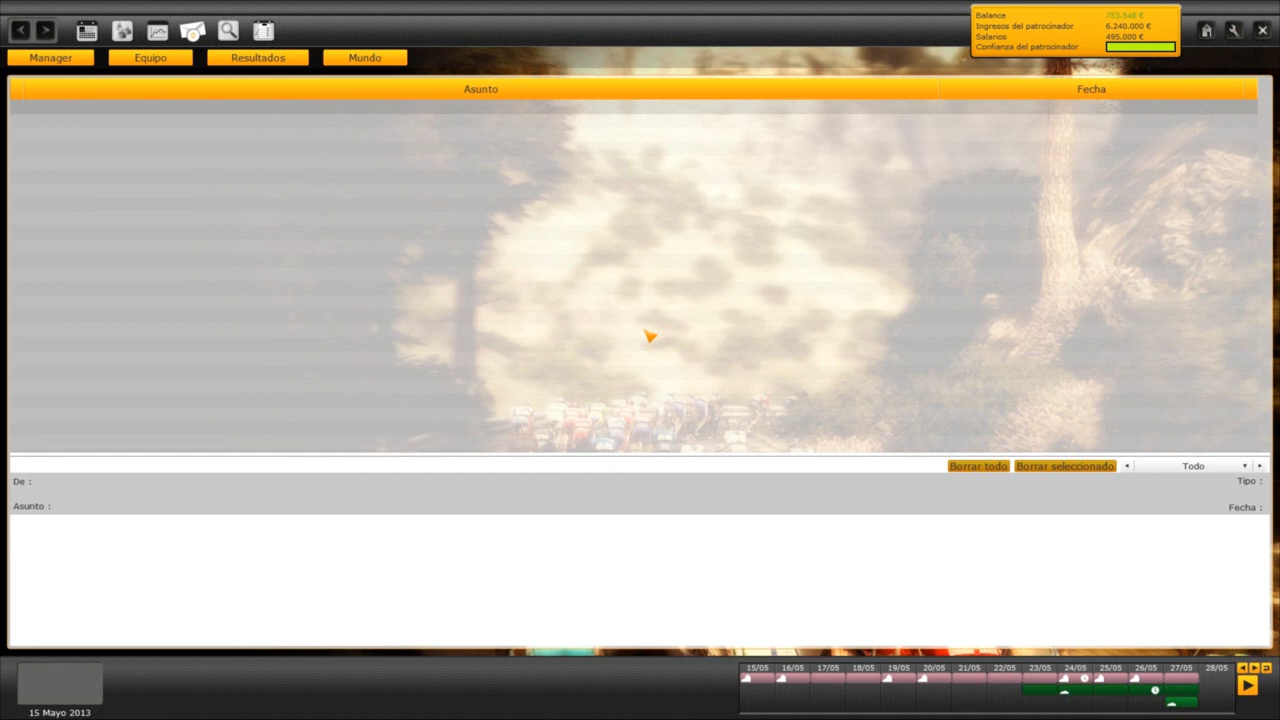 Balance 753.548 €
Ingresos del patrocinador 6.240.000 €
Salarios 495.000 €
Confianza del patrocinador
Manager Equipo Resultados Mundo
Asunto Fecha
Borrar todo Borrar seleccionado Todo
De : Tipo :
Asunto : Fecha :
15/05 16/05 17/05 18/05 19/05 20/05 21/05 22/05 23/05 24/05 25/05 26/05 27/05 28/05
15 Mayo 2013